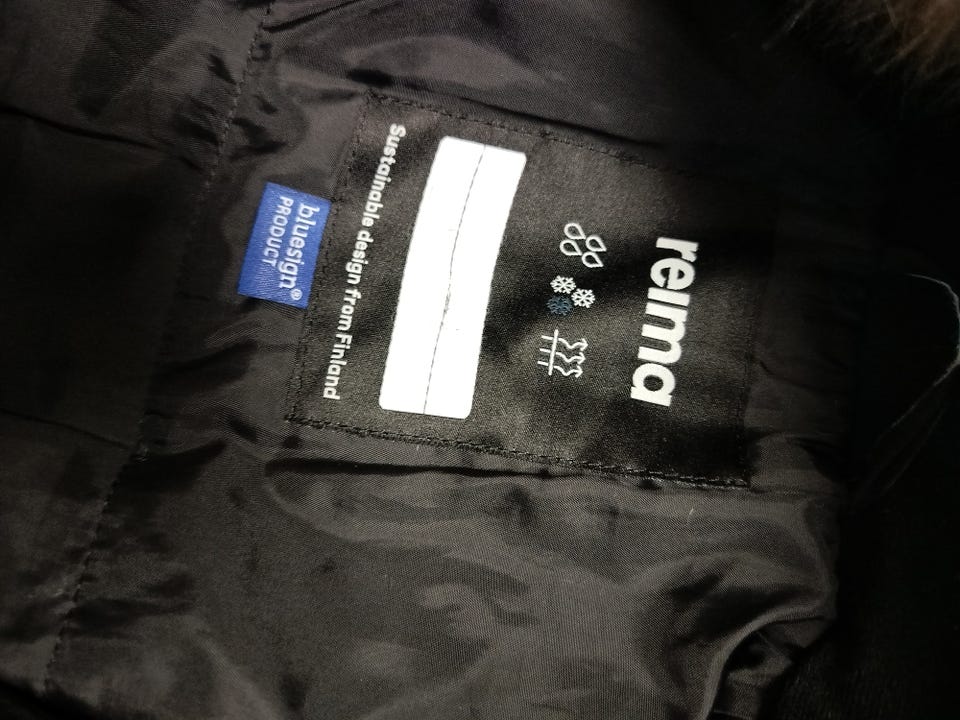 reima
Sustainable design from Finland
bluesign®
PRODUCT